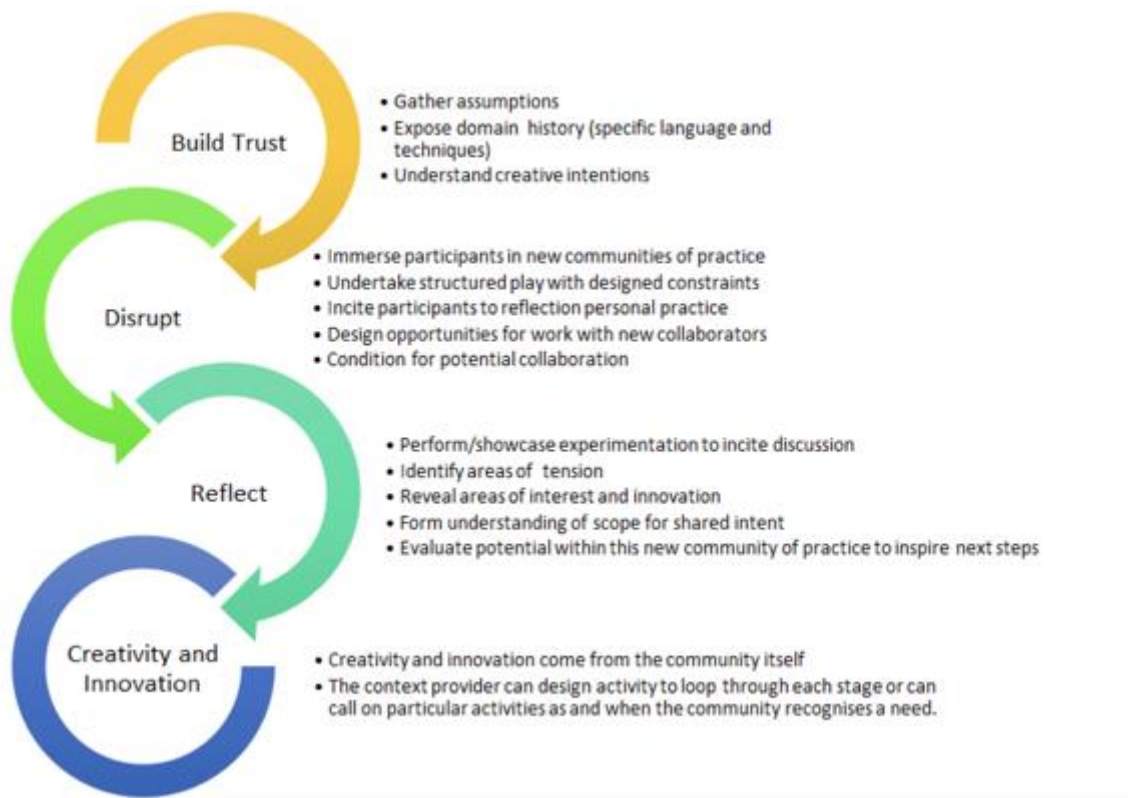 Build Trust
• Gather assumptions
• Expose domain history (specific language and
techniques)
• Understand creative intentions
Disrupt
• Immerse participants in new communities of practice
• Undertake structured play with designed constraints
• Incite participants to reflection personal practice
• Design opportunities for work with new collaborators
• Condition for potential collaboration
Reflect
• Perform/showcase experimentation to incite discussion
• Identify areas of tension
• Reveal areas of interest and innovation
• Form understanding of scope for shared intent
• Evaluate potential within this new community of practice to inspire next steps
Creativity and
Innovation
• Creativity and innovation come from the community itself
• The context provider can design activity to loop through each stage or can
call on particular activities as and when the community recognises a need.